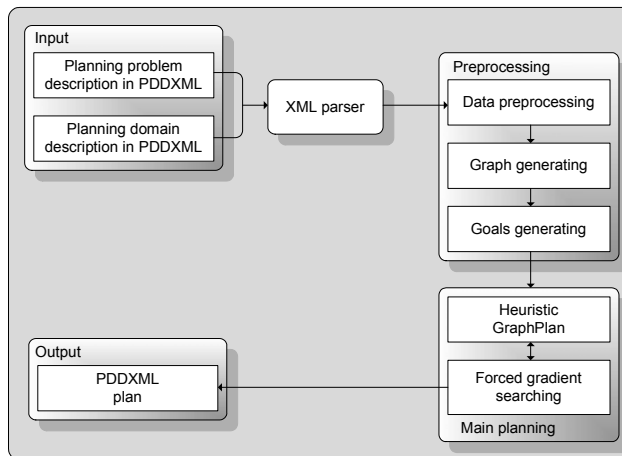 Input
Planning problem
description in PDDXML
Planning domain
description in PDDXML
XML parser
Preprocessing
Data preprocessing
Graph generating
Goals generating
Heuristic
GraphPlan
Forced gradient
searching
Main planning
Output
PDDXML
plan